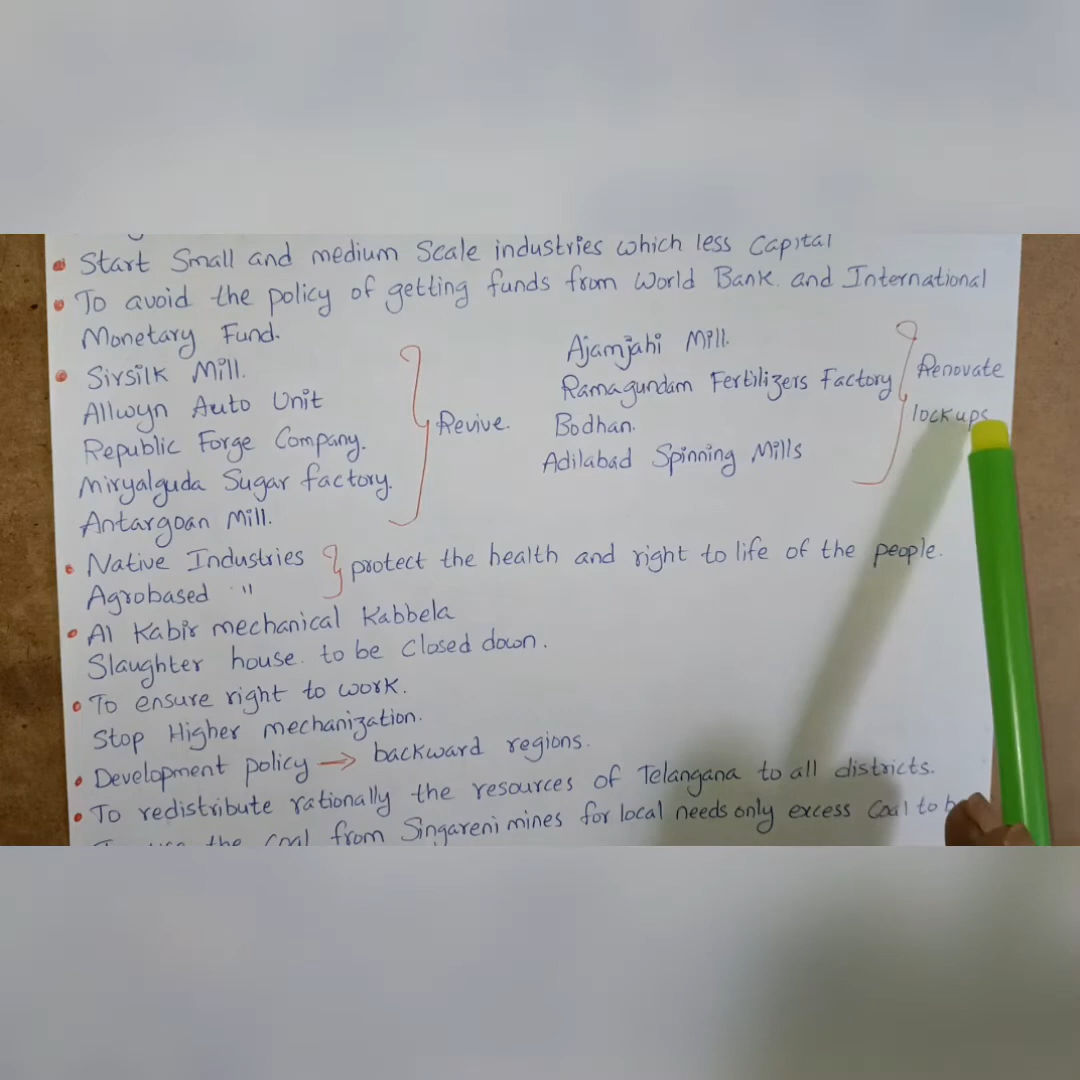 Start Small and medium Scale industries which less Capital
To avoid the policy of getting funds from World Bank. and International
Monetary Fund.
Sirsilk Mill.
Allwyn Auto Unit
Republic Forge Company.
Miryalguda Sugar factory.
Antargoan Mill.
Revive.
Ajamjahi Mill.
Ramagundam Fertilizers Factory
Bodhan.
Adilabad Spinning Mills
Renovate
lockups
Native Industries
Agrobased "
protect the health and right to life of the people.
Al Kabir mechanical Kabbela
Slaughter house. to be Closed down.
To ensure right to work.
Stop Higher mechanization.
Development policy → backward regions.
To redistribute rationally the resources of Telangana to all districts.
the coal from Singareni mines for local needs only excess Coal to